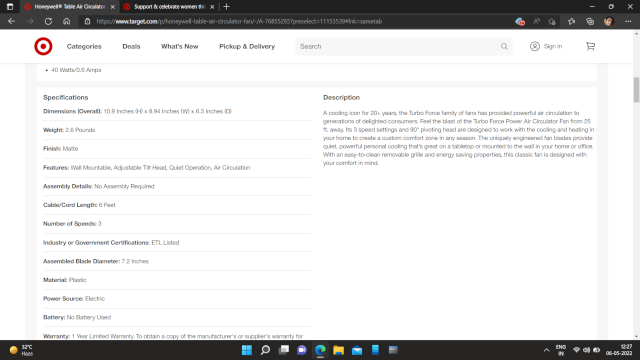 Honeywell® Table Air Circulator
Support & celebrate women thi
https://www.target.com/p/honeywell-table-air-circulator-fan/-/A-76835265?preselect=11153539#lnk=sametab
Categories
Deals
What's New
Pickup & Delivery
Search
Sign in
40 Watts/0.6 Amps
Specifications
Dimensions (Overall): 10.9 Inches (H) x 8.94 Inches (W) x 6.3 Inches (D)
Weight: 2.6 Pounds
Finish: Matte
Features: Wall Mountable, Adjustable Tilt Head, Quiet Operation, Air Circulation
Assembly Details: No Assembly Required
Cable/Cord Length: 6 Feet
Number of Speeds: 3
Industry or Government Certifications: ETL Listed
Assembled Blade Diameter: 7.2 Inches
Material: Plastic
Power Source: Electric
Battery: No Battery Used
Warranty: 1 Year Limited Warranty. To obtain a copy of the manufacturer's or supplier's warranty for
Description
A cooling icon for 20+ years, the Turbo Force family of fans has provided powerful air circulation to
generations of delighted consumers. Feel the blast of the Turbo Force Power Air Circulator Fan from 25
ft. away. Its 3 speed settings and 90° pivoting head are designed to work with the cooling and heating in
your home to create a custom comfort zone in any season. The uniquely engineered fan blades provide
quiet, powerful personal cooling that's great on a tabletop or mounted to the wall in your home or office.
With an easy-to-clean removable grille and energy saving properties, this classic fan is designed with
your comfort in mind.
32°C
Haze
ENG
IN
12:27
06-05-2022